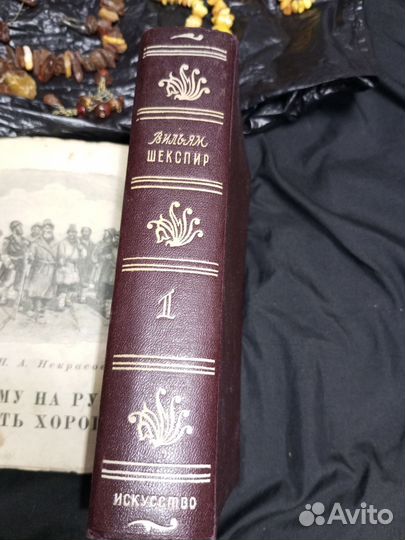 Вильям
ШЕКСПИР
1
ИСКУССТВО
Н. А. Некрасов
МУ НА РУ
ТЬ ХОРО
Avito